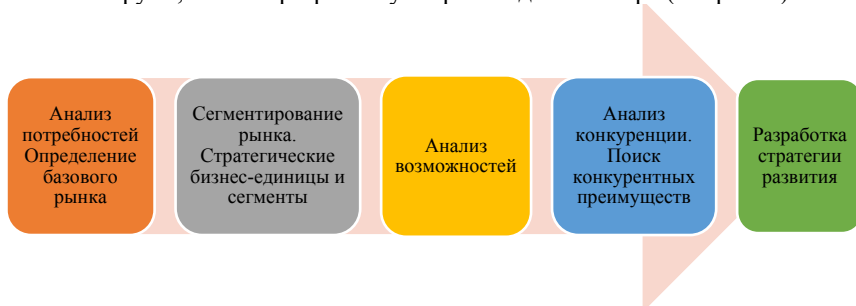 Анализ
потребностей
Определение
базового
рынка
Сегментирование
рынка.
Стратегические
бизнес-единицы и
сегменты
Анализ
возможностей
Анализ
конкуренции.
Поиск
конкурентных
преимуществ
Разработка
стратегии
развития